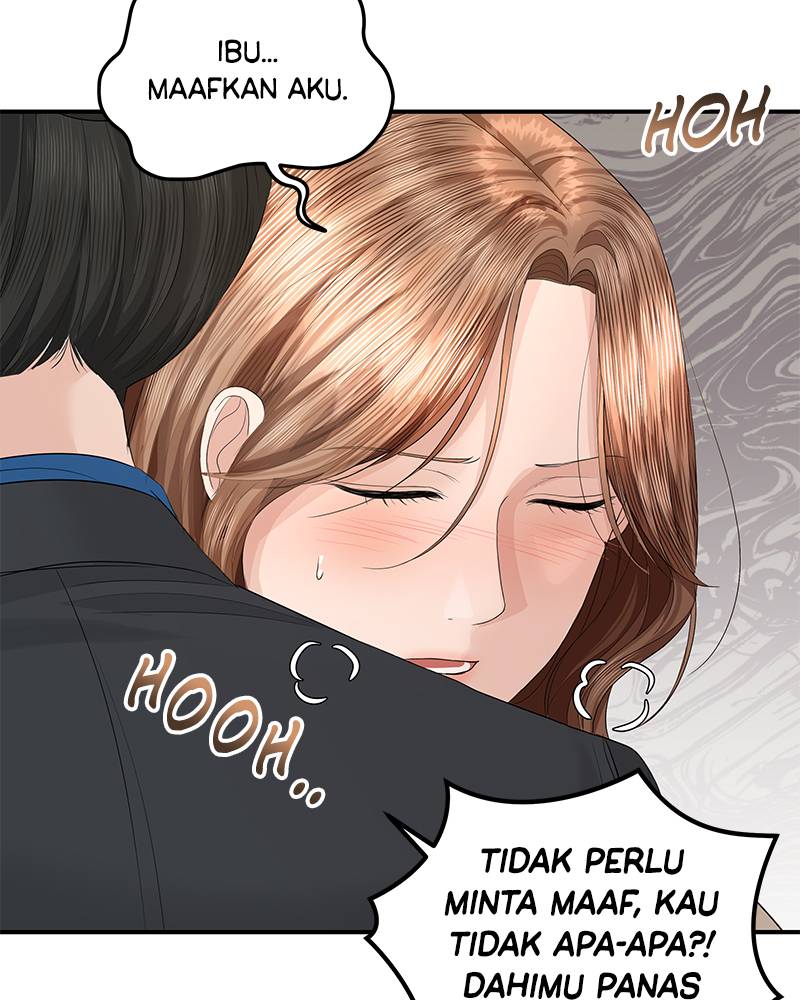 IBU...
MAAFKAN AKU.
HOH
HOOH..
TIDAK PERLU
MINTA MAAF, KAU
TIDAK APA-APA?!
DAHIMU PANAS